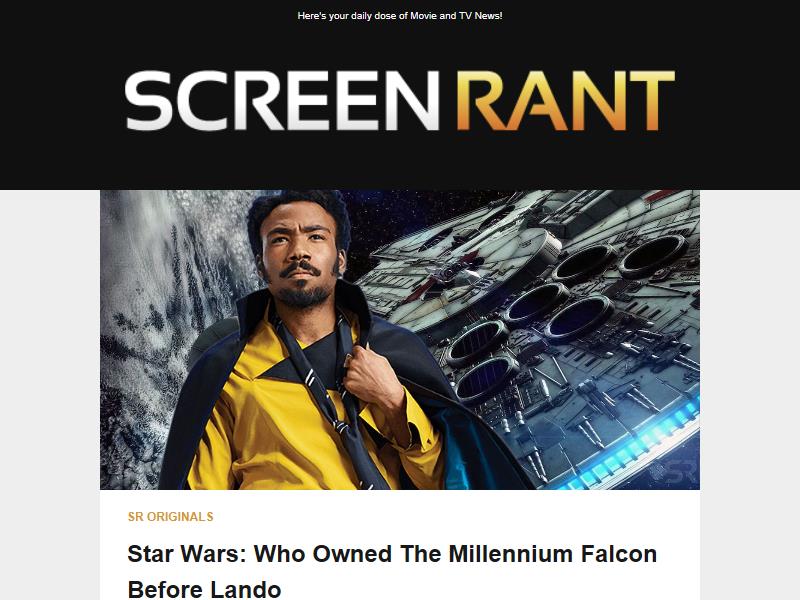 Here's your daily dose of Movie and TV News!
SCREEN RANT
SR
SR ORIGINALS
Star Wars: Who Owned The Millennium Falcon
Before Lando